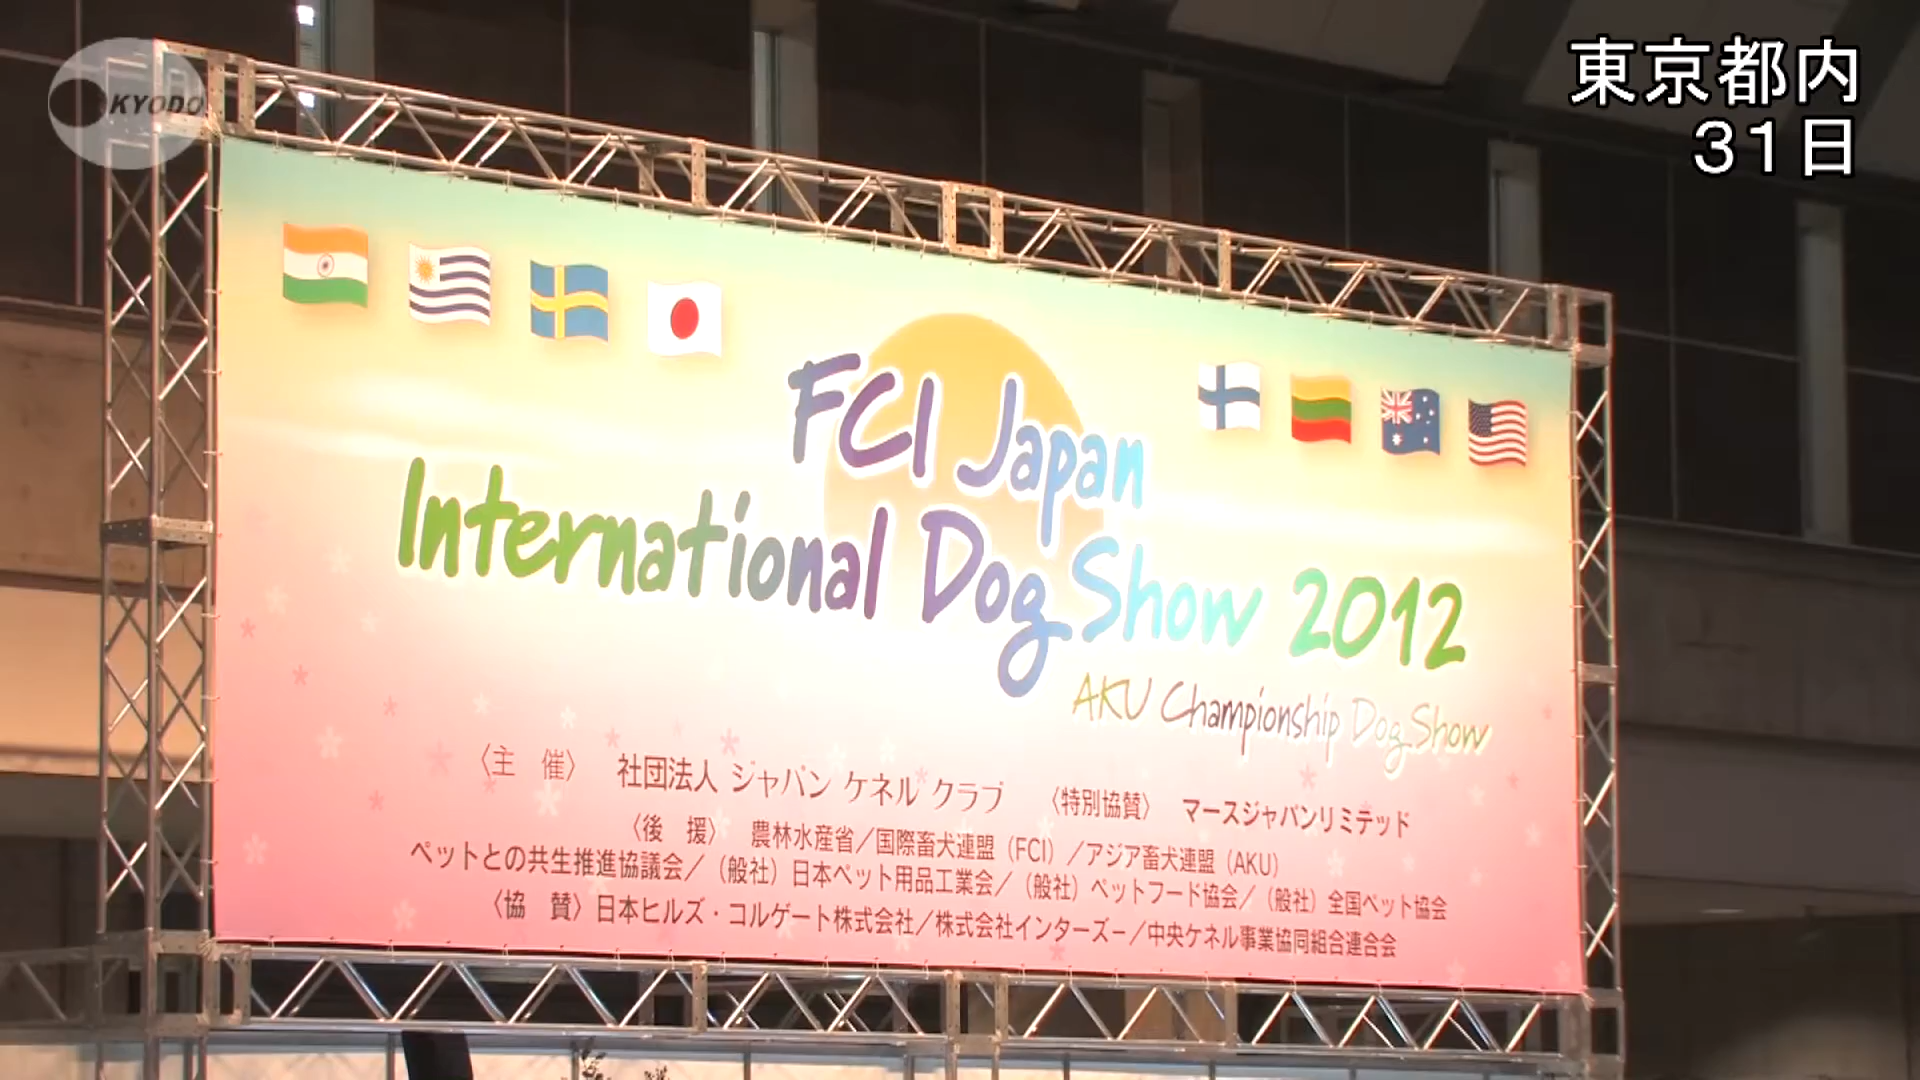 KYODO
東京都内
31日
FCI Japan
International Dog Show 2012
AKU Championship Dog Show
〈主　催〉　社団法人 ジャパン ケネル クラブ　〈特別協賛〉　マースジャパンリミテッド
〈後　援〉　農林水産省／国際畜犬連盟（FCI）／アジア畜犬連盟（AKU）
ペットとの共生推進協議会／（般社）日本ペット用品工業会／（般社）ペットフード協会／（般社）全国ペット協会
〈協　賛〉日本ヒルズ・コルゲート株式会社／株式会社インターズー／中央ケネル事業協同組合連合会